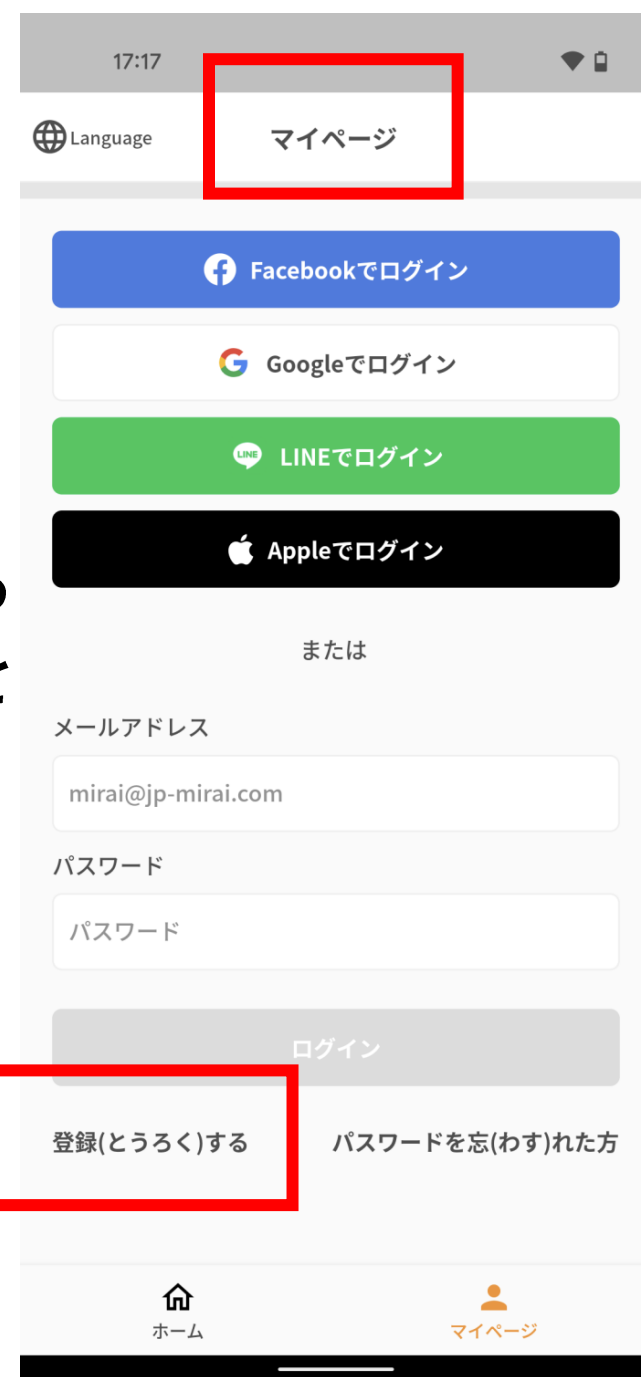 17:17
Language
マイページ
Facebookでログイン
Googleでログイン
LINE LINEでログイン
Appleでログイン
または
メールアドレス
mirai@jp-mirai.com
パスワード
パスワード
ログイン
登録(とうろく)する
パスワードを忘(わす)れた方
ホーム
マイページ